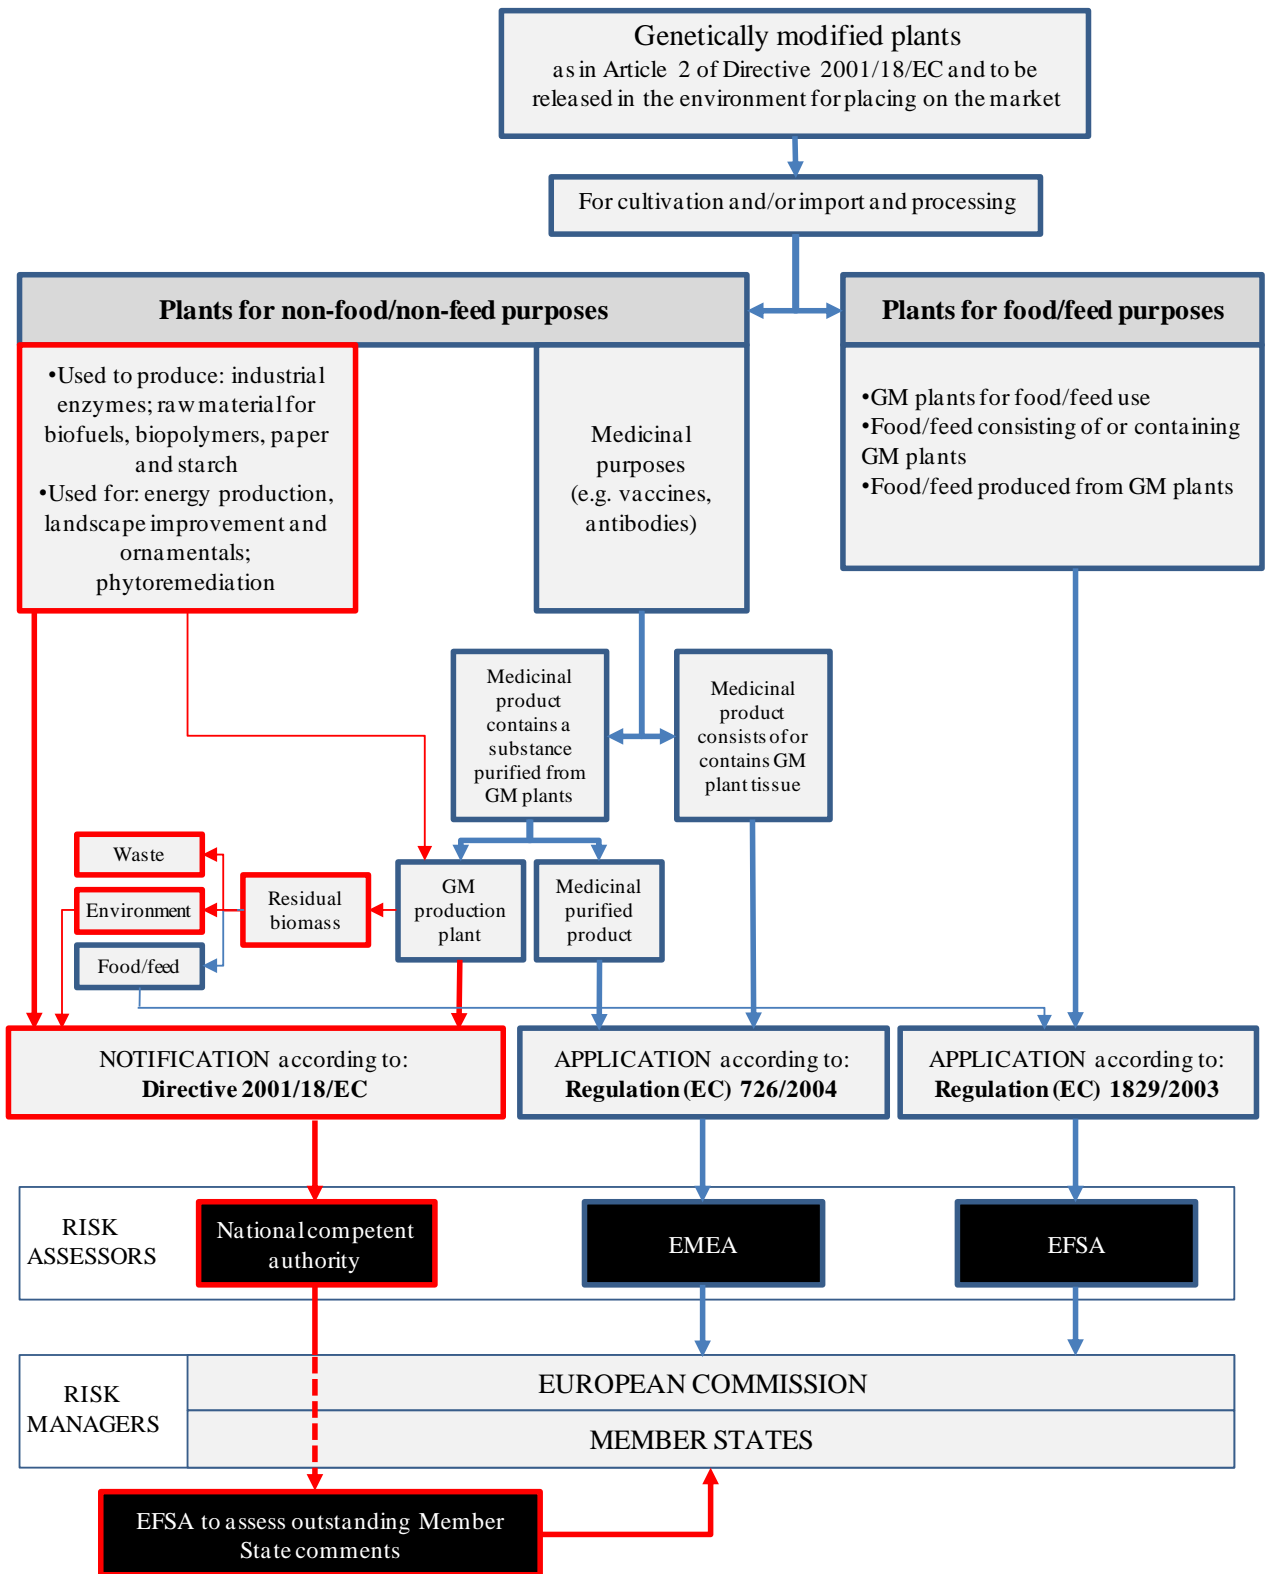 Genetically modified plants
as in Article 2 of Directive 2001/18/EC and to be
released in the environment for placing on the market
For cultivation and/or import and processing
Plants for non-food/non-feed purposes
Plants for food/feed purposes
•Used to produce: industrial
enzymes; raw material for
biofuels, biopolymers, paper
and starch
•Used for: energy production,
landscape improvement and
ornamentals;
phytoremediation
Medicinal
purposes
(e.g. vaccines,
antibodies)
•GM plants for food/feed use
•Food/feed consisting of or containing
GM plants
•Food/feed produced from GM plants
Medicinal
product
contains a
substance
purified from
GM plants
Medicinal
product
consists of or
contains GM
plant tissue
Waste
Environment
Food/feed
Residual
biomass
GM
production
plant
Medicinal
purified
product
NOTIFICATION according to:
Directive 2001/18/EC
APPLICATION according to:
Regulation (EC) 726/2004
APPLICATION according to:
Regulation (EC) 1829/2003
RISK
ASSESSORS
National competent
authority
EMEA
EFSA
RISK
MANAGERS
EUROPEAN COMMISSION
MEMBER STATES
EFSA to assess outstanding Member
State comments